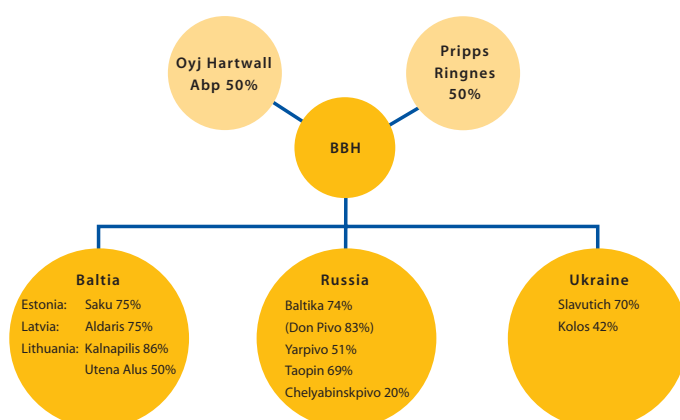 Oyj Hartwall
Abp 50%
Pripps
Ringnes
50%
BBH
Baltia
Estonia: Saku 75%
Latvia: Aldaris 75%
Lithuania: Kalnapilis 86%
Utena Alus 50%
Russia
Baltika 74%
(Don Pivo 83%)
Yarpivo 51%
Taopin 69%
Chelyabinskpivo 20%
Ukraine
Slavutich 70%
Kolos 42%